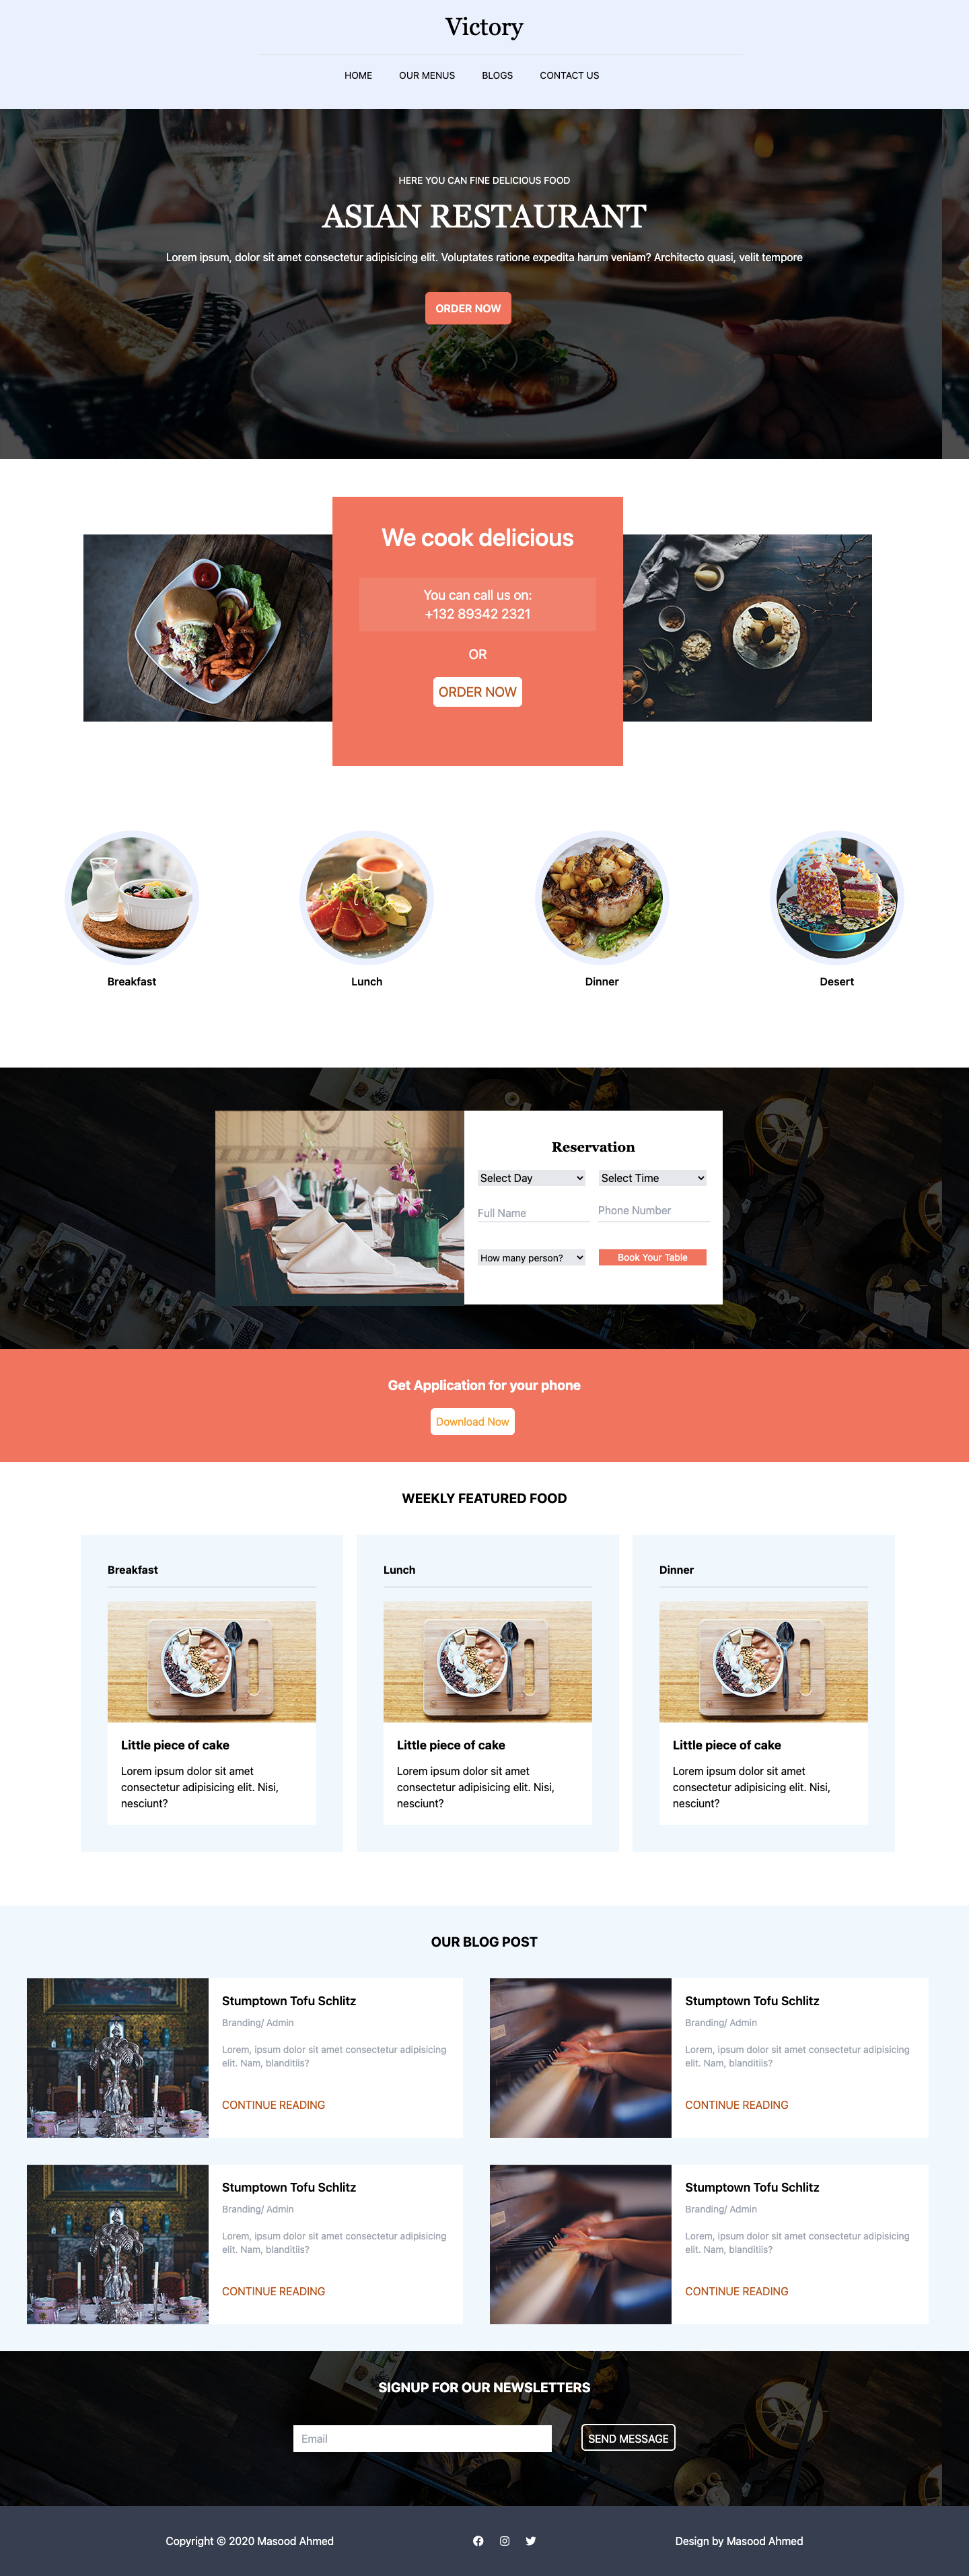 Victory
HOME OUR MENUS BLOGS CONTACT US
HERE YOU CAN FINE DELICIOUS FOOD
ASIAN RESTAURANT
Lorem ipsum, dolor sit amet consectetur adipisicing elit. Voluptates ratione expedita harum veniam? Architecto quasi, velit tempore
ORDER NOW
We cook delicious
You can call us on:
+132 89342 2321
OR
ORDER NOW
Breakfast Lunch Dinner Desert
Reservation
Select Day Select Time
Full Name Phone Number
How many person? Book Your Table
Get Application for your phone
Download Now
WEEKLY FEATURED FOOD
Breakfast
Little piece of cake
Lorem ipsum dolor sit amet
consectetur adipisicing elit. Nisi,
nesciunt?
Lunch
Little piece of cake
Lorem ipsum dolor sit amet
consectetur adipisicing elit. Nisi,
nesciunt?
Dinner
Little piece of cake
Lorem ipsum dolor sit amet
consectetur adipisicing elit. Nisi,
nesciunt?
OUR BLOG POST
Stumptown Tofu Schlitz
Branding/ Admin
Lorem, ipsum dolor sit amet consectetur adipisicing
elit. Nam, blanditiis?
CONTINUE READING
Stumptown Tofu Schlitz
Branding/ Admin
Lorem, ipsum dolor sit amet consectetur adipisicing
elit. Nam, blanditiis?
CONTINUE READING
Stumptown Tofu Schlitz
Branding/ Admin
Lorem, ipsum dolor sit amet consectetur adipisicing
elit. Nam, blanditiis?
CONTINUE READING
Stumptown Tofu Schlitz
Branding/ Admin
Lorem, ipsum dolor sit amet consectetur adipisicing
elit. Nam, blanditiis?
CONTINUE READING
SIGNUP FOR OUR NEWSLETTERS
Email SEND MESSAGE
Copyright © 2020 Masood Ahmed Design by Masood Ahmed